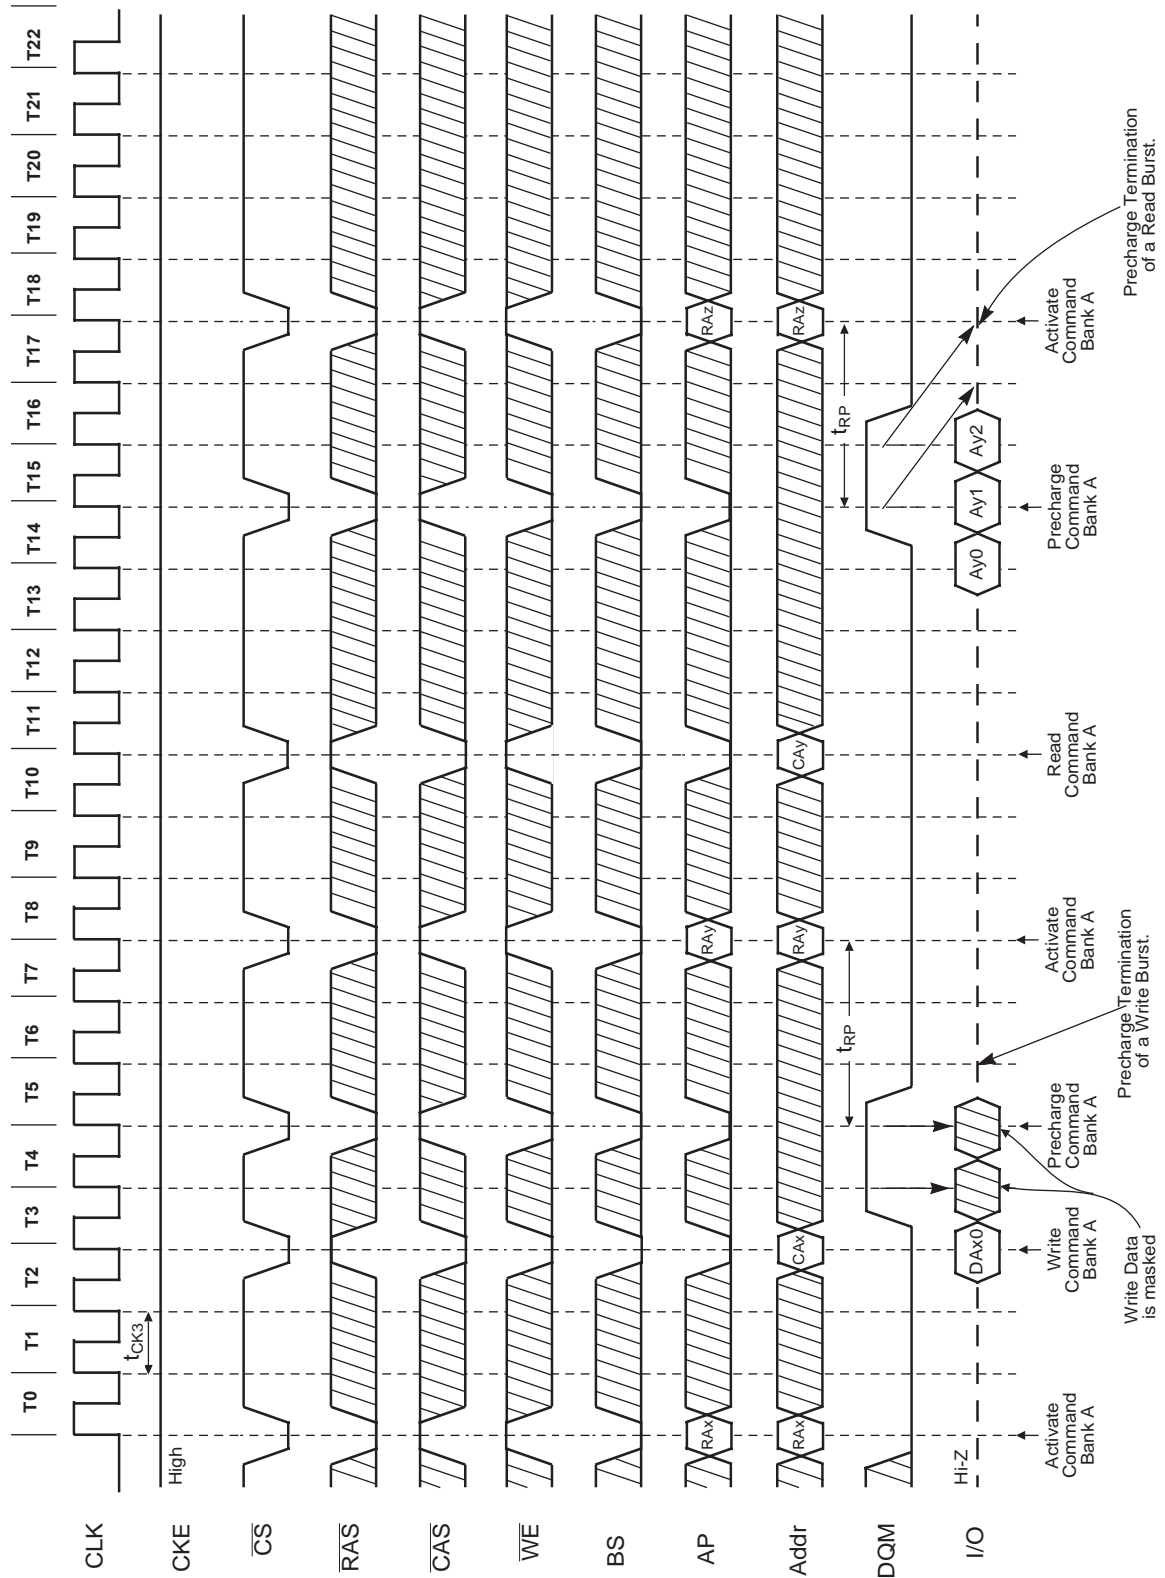 T0 T1 T2 T3 T4 T5 T6 T7 T8 T9 T10 T11 T12 T13 T14 T15 T16 T17 T18 T19 T20 T21 T22
CLK
tCK3
CKE
High
CS
RAS
CAS
WE
BS
AP
RAx
RAy
RAz
Addr
RAx
CAx
RAy
CAy
RAz
tRP
tRP
DQM
I/O
Hi-Z
DAx0
Ay0
Ay1
Ay2
Activate
Command
Bank A
Write
Command
Bank A
Precharge
Command
Bank A
Activate
Command
Bank A
Read
Command
Bank A
Precharge
Command
Bank A
Activate
Command
Bank A
Write Data
is masked
Precharge Termination
of a Write Burst.
Precharge Termination
of a Read Burst.